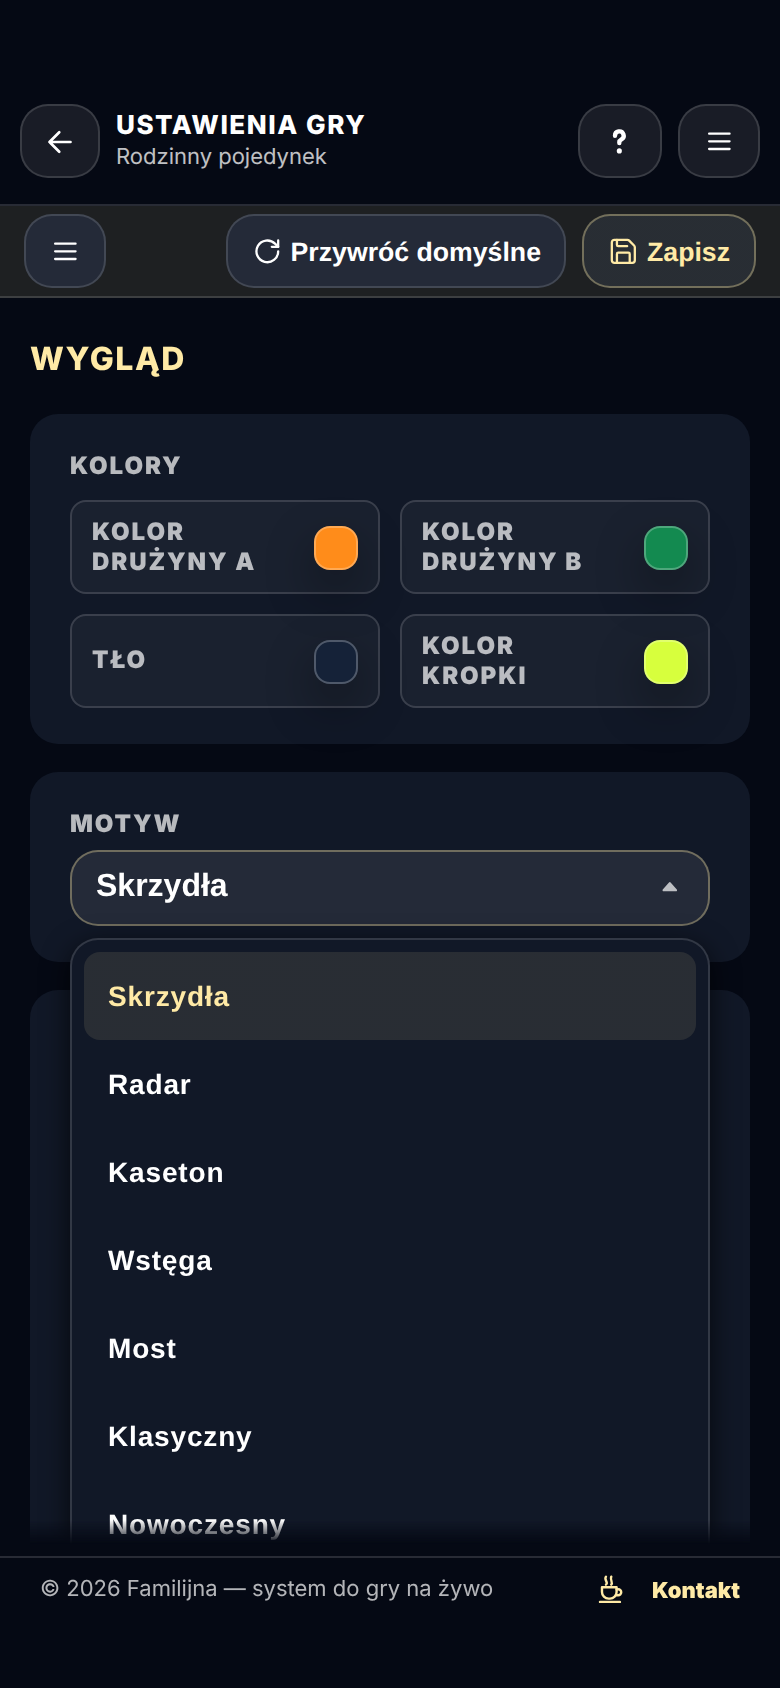 USTAWIENIA GRY
Rodzinny pojedynek
?
Przywróć domyślne
Zapisz
WYGLĄD
KOLORY
KOLOR
DRUŻYNY A
KOLOR
DRUŻYNY B
TŁO
KOLOR
KROPKI
MOTYW
Skrzydła
Skrzydła
Radar
Kaseton
Wstęga
Most
Klasyczny
Nowoczesny
© 2026 Familijna — system do gry na żywo
Kontakt